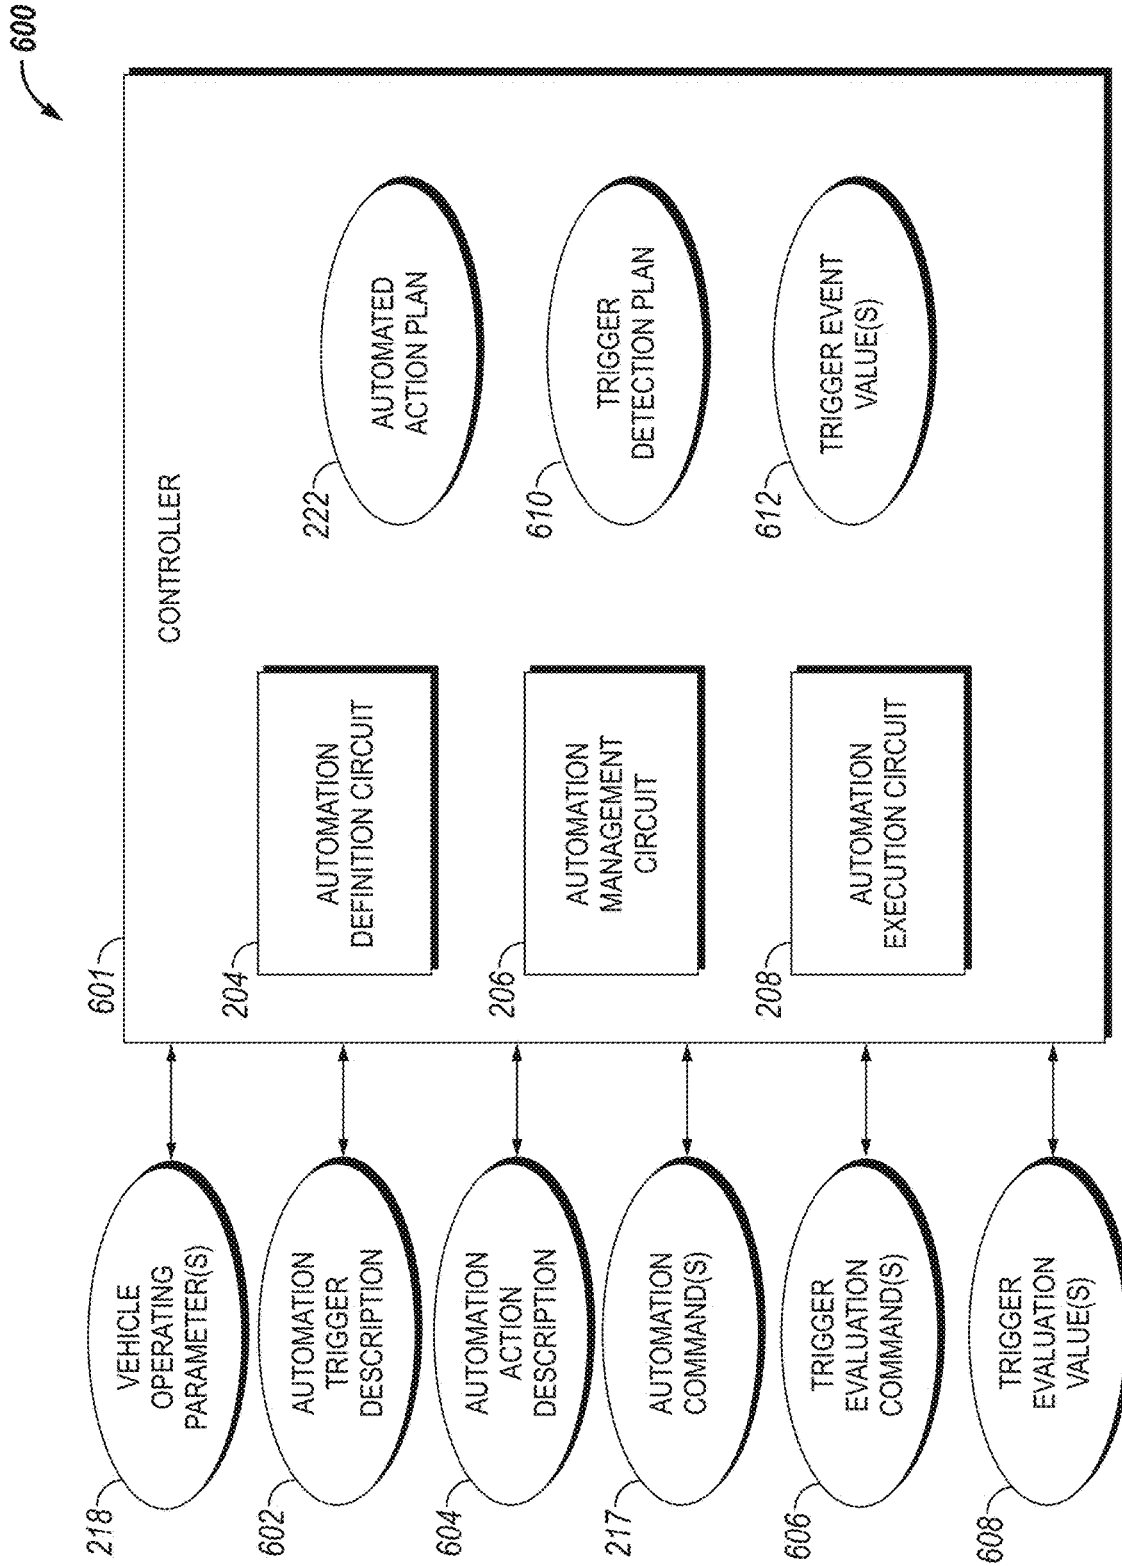 600
601
CONTROLLER
218
VEHICLE
OPERATING
PARAMETER(S)
602
AUTOMATION
TRIGGER
DESCRIPTION
604
AUTOMATION
ACTION
DESCRIPTION
217
AUTOMATION
COMMAND(S)
606
TRIGGER
EVALUATION
COMMAND(S)
608
TRIGGER
EVALUATION
VALUE(S)
204
AUTOMATION
DEFINITION CIRCUIT
206
AUTOMATION
MANAGEMENT
CIRCUIT
208
AUTOMATION
EXECUTION CIRCUIT
222
AUTOMATED
ACTION PLAN
610
TRIGGER
DETECTION PLAN
612
TRIGGER EVENT
VALUE(S)